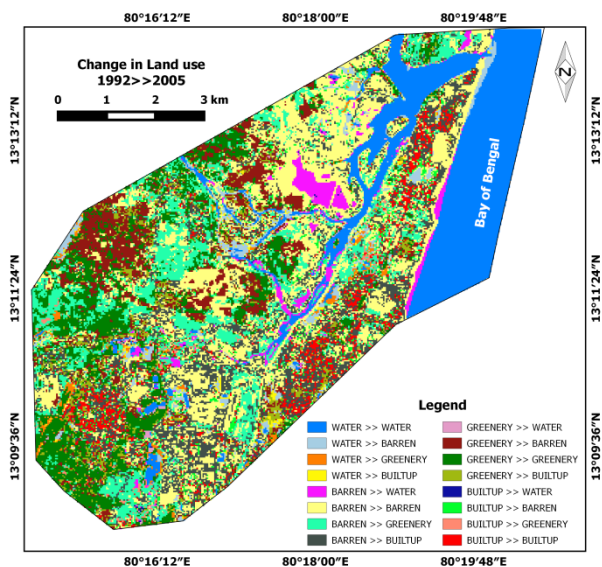 80°16'12"E 80°18'00"E 80°19'48"E
Change in Land use
1992>>2005
0 1 2 3 km
N
13°13'12"N 13°13'12"N
Bay of Bengal
13°11'24"N 13°11'24"N
13°09'36"N 13°09'36"N
Legend
WATER >> WATER GREENERY >> WATER
WATER >> BARREN GREENERY >> BARREN
WATER >> GREENERY GREENERY >> GREENERY
WATER >> BUILTUP GREENERY >> BUILTUP
BARREN >> WATER BUILTUP >> WATER
BARREN >> BARREN BUILTUP >> BARREN
BARREN >> GREENERY BUILTUP >> GREENERY
BARREN >> BUILTUP BUILTUP >> BUILTUP
80°16'12"E 80°18'00"E 80°19'48"E